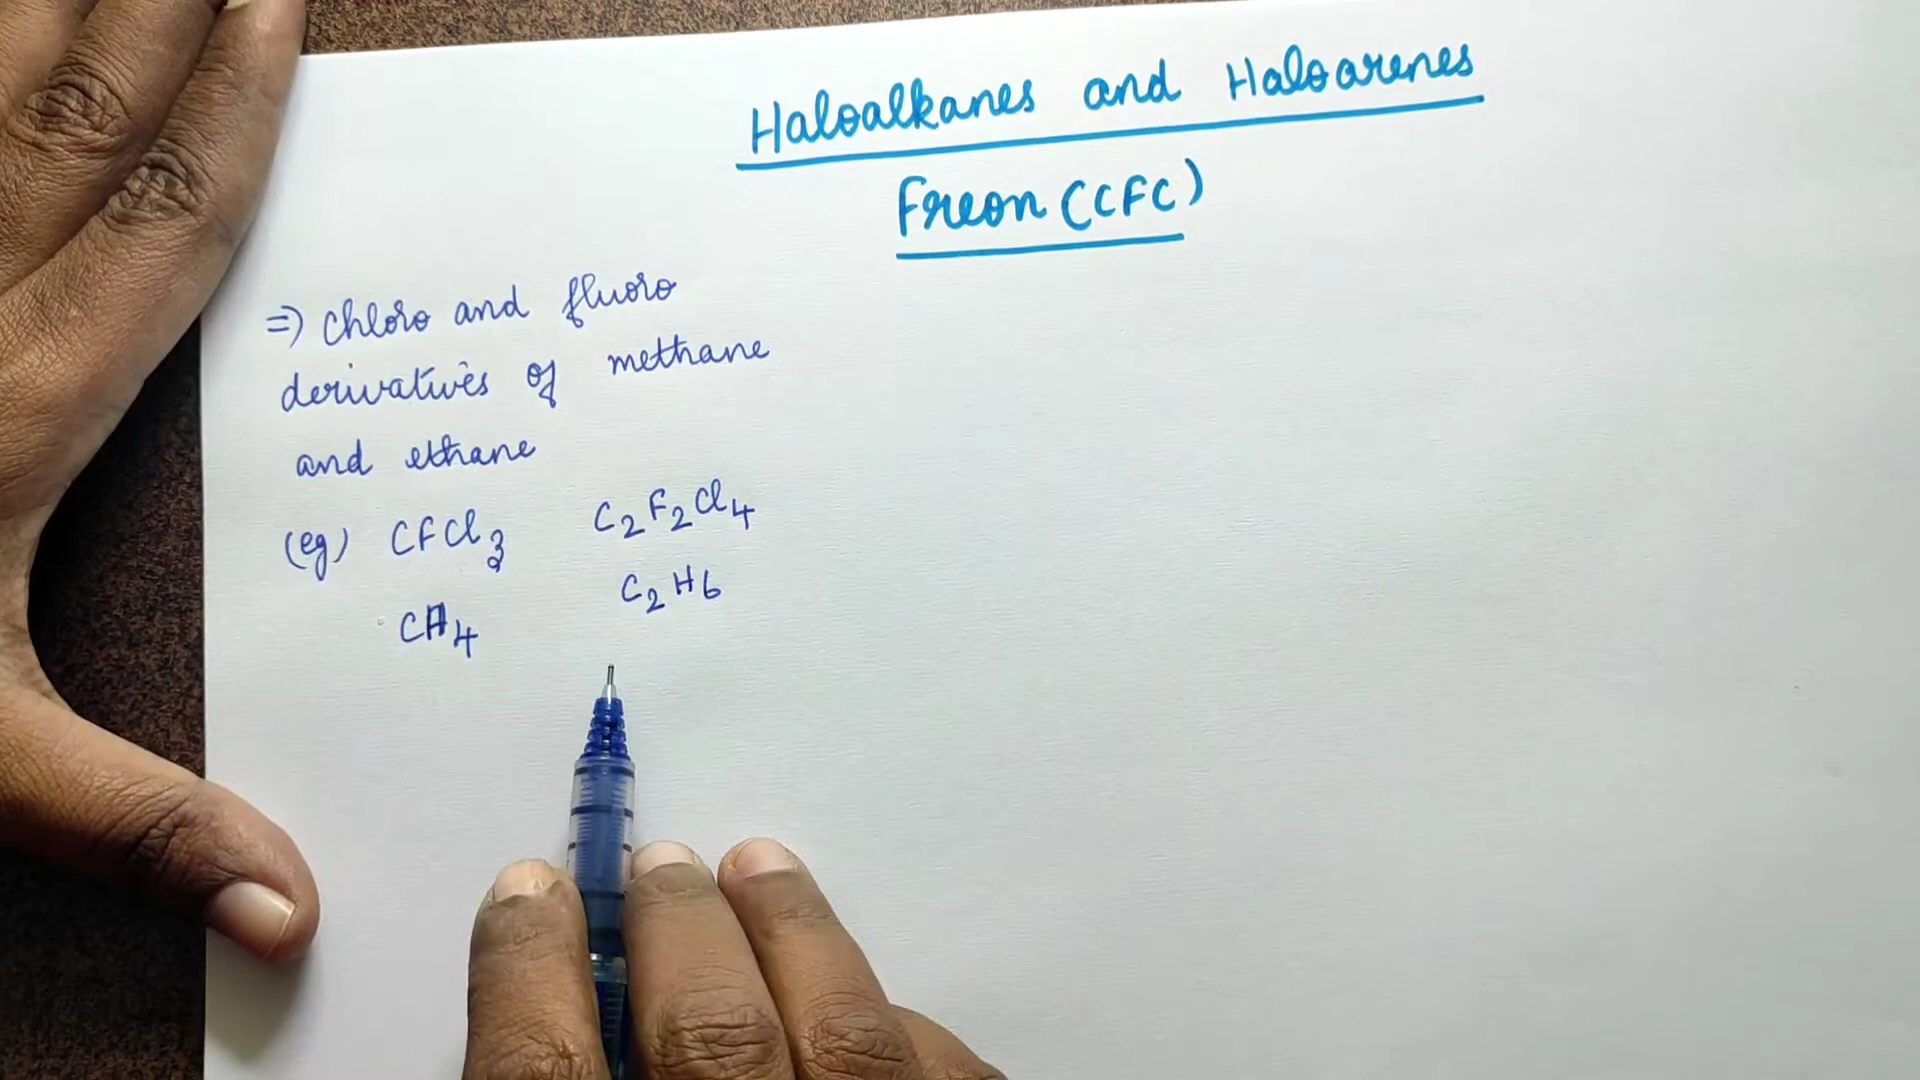 Haloalkanes and Haloarenes
Freon (CFC)
⇒ Chloro and fluoro
derivatives of methane
and ethane
(eg) CFCl3 C2F2Cl4
CH4 C2H6